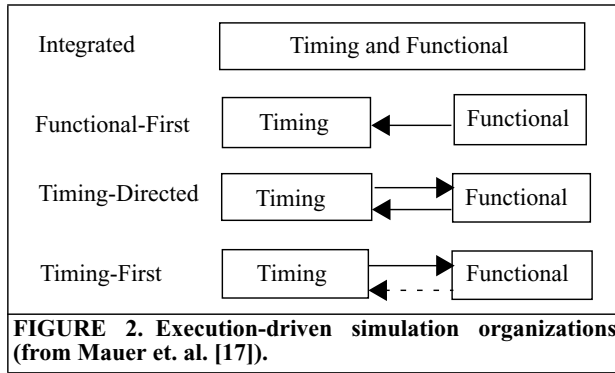 Integrated
Timing and Functional
Functional-First
Timing
Functional
Timing-Directed
Timing
Functional
Timing-First
Timing
Functional
FIGURE 2. Execution-driven simulation organizations
(from Mauer et. al. [17]).